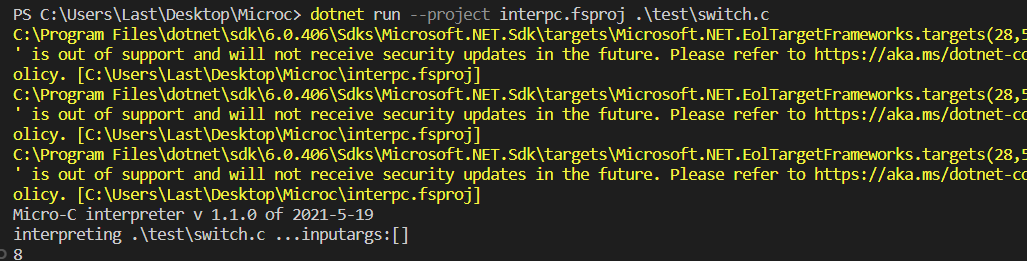 PS C:\Users\Last\Desktop\Microc> dotnet run --project interpc.fsproj .\test\switch.c
C:\Program Files\dotnet\sdk\6.0.406\Sdks\Microsoft.NET.Sdk\targets\Microsoft.NET.EolTargetFrameworks.targets(28,5
' is out of support and will not receive security updates in the future. Please refer to https://aka.ms/dotnet-co
olicy. [C:\Users\Last\Desktop\Microc\interpc.fsproj]
C:\Program Files\dotnet\sdk\6.0.406\Sdks\Microsoft.NET.Sdk\targets\Microsoft.NET.EolTargetFrameworks.targets(28,5
' is out of support and will not receive security updates in the future. Please refer to https://aka.ms/dotnet-co
olicy. [C:\Users\Last\Desktop\Microc\interpc.fsproj]
C:\Program Files\dotnet\sdk\6.0.406\Sdks\Microsoft.NET.Sdk\targets\Microsoft.NET.EolTargetFrameworks.targets(28,5
' is out of support and will not receive security updates in the future. Please refer to https://aka.ms/dotnet-co
olicy. [C:\Users\Last\Desktop\Microc\interpc.fsproj]
Micro-C interpreter v 1.1.0 of 2021-5-19
interpreting .\test\switch.c ...inputargs:[]
8